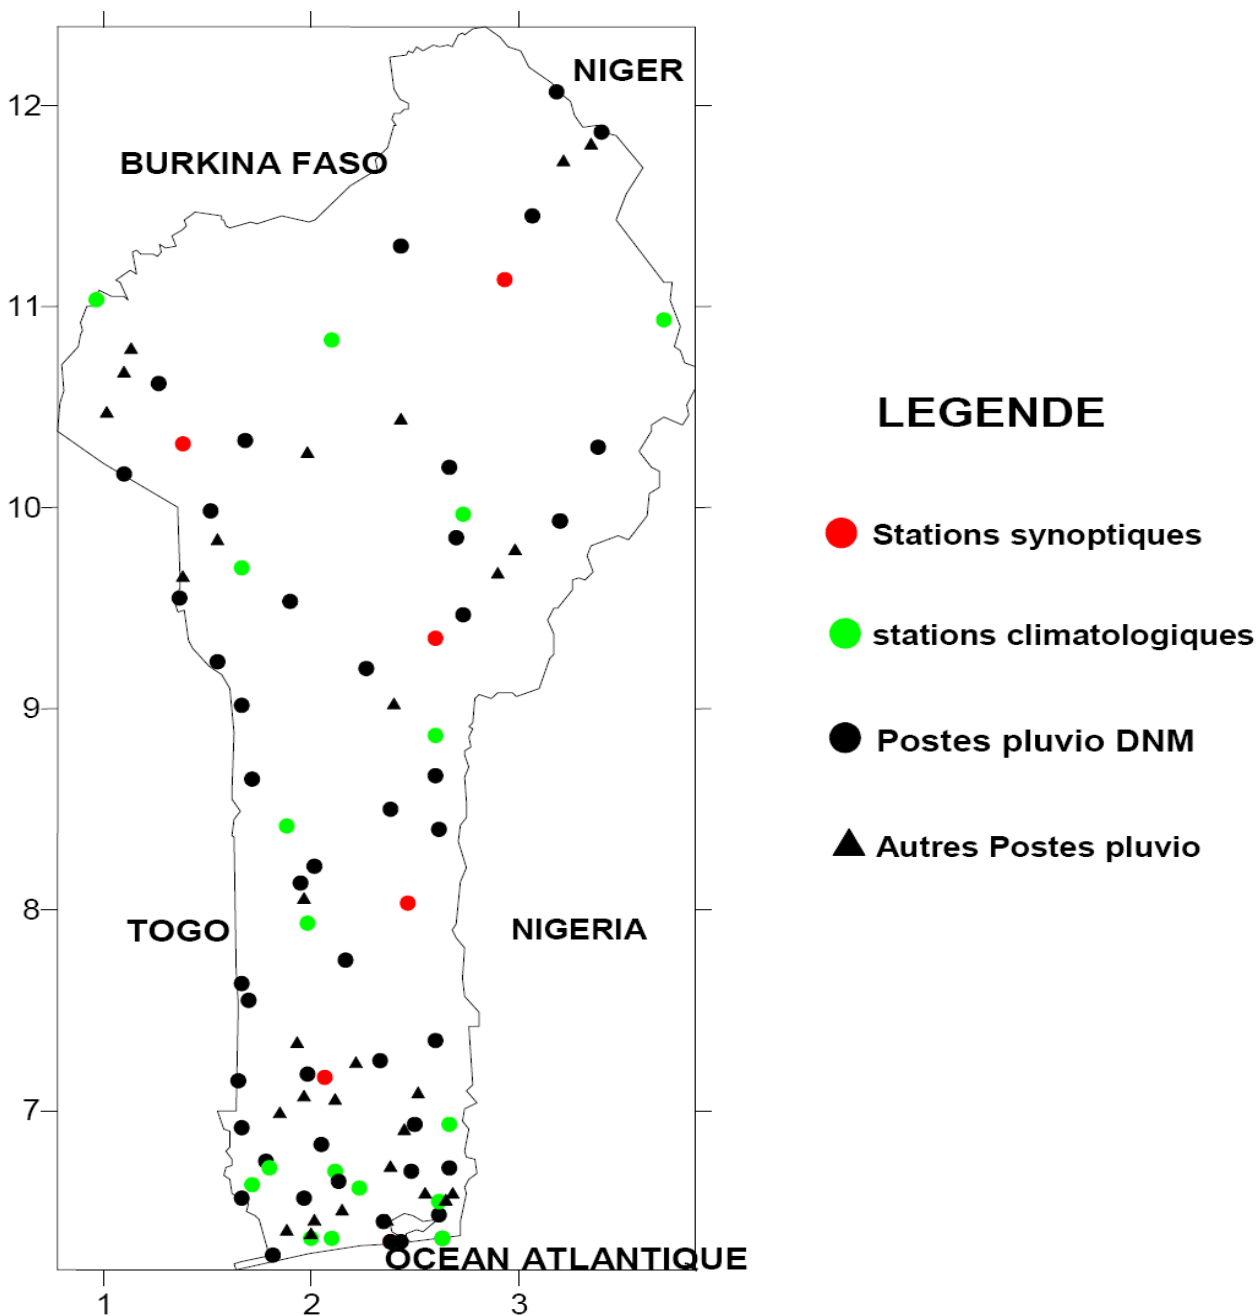 NIGER
12
BURKINA FASO
11
LEGENDE
10
Stations synoptiques
stations climatologiques
9
Postes pluvio DNM
Autres Postes pluvio
8
TOGO
NIGERIA
7
OCEAN ATLANTIQUE
1
2
3